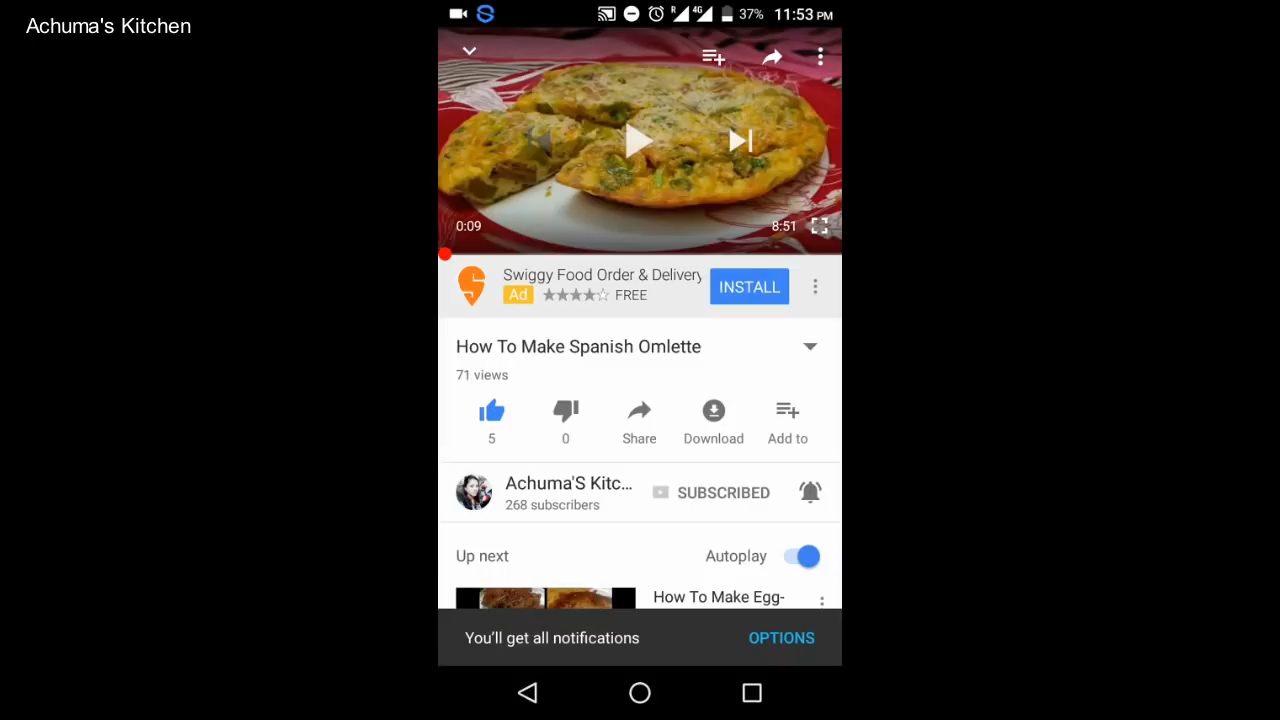 Achuma's Kitchen
R 4G 37% 11:53 PM
0:09 8:51
Swiggy Food Order & Delivery
Ad FREE INSTALL
How To Make Spanish Omlette
71 views
5 0 Share Download Add to
Achuma'S Kitc... SUBSCRIBED
268 subscribers
Up next Autoplay
How To Make Egg-
You'll get all notifications OPTIONS